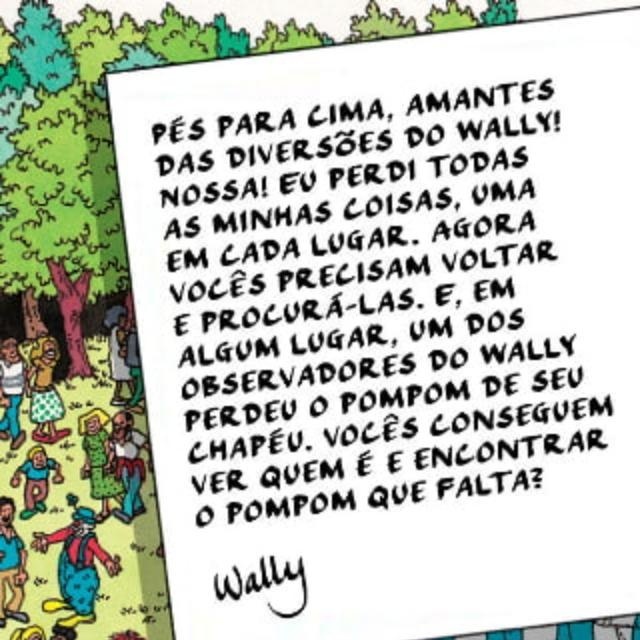 PÉS PARA CIMA, AMANTES
DAS DIVERSÕES DO WALLY!
NOSSA! EU PERDI TODAS
AS MINHAS COISAS, UMA
EM CADA LUGAR. AGORA
VOCÊS PRECISAM VOLTAR
E PROCURÁ-LAS. E, EM
ALGUM LUGAR, UM DOS
OBSERVADORES DO WALLY
PERDEU O POMPOM DE SEU
CHAPÉU. VOCÊS CONSEGUEM
VER QUEM É E ENCONTRAR
O POMPOM QUE FALTA?
Wally